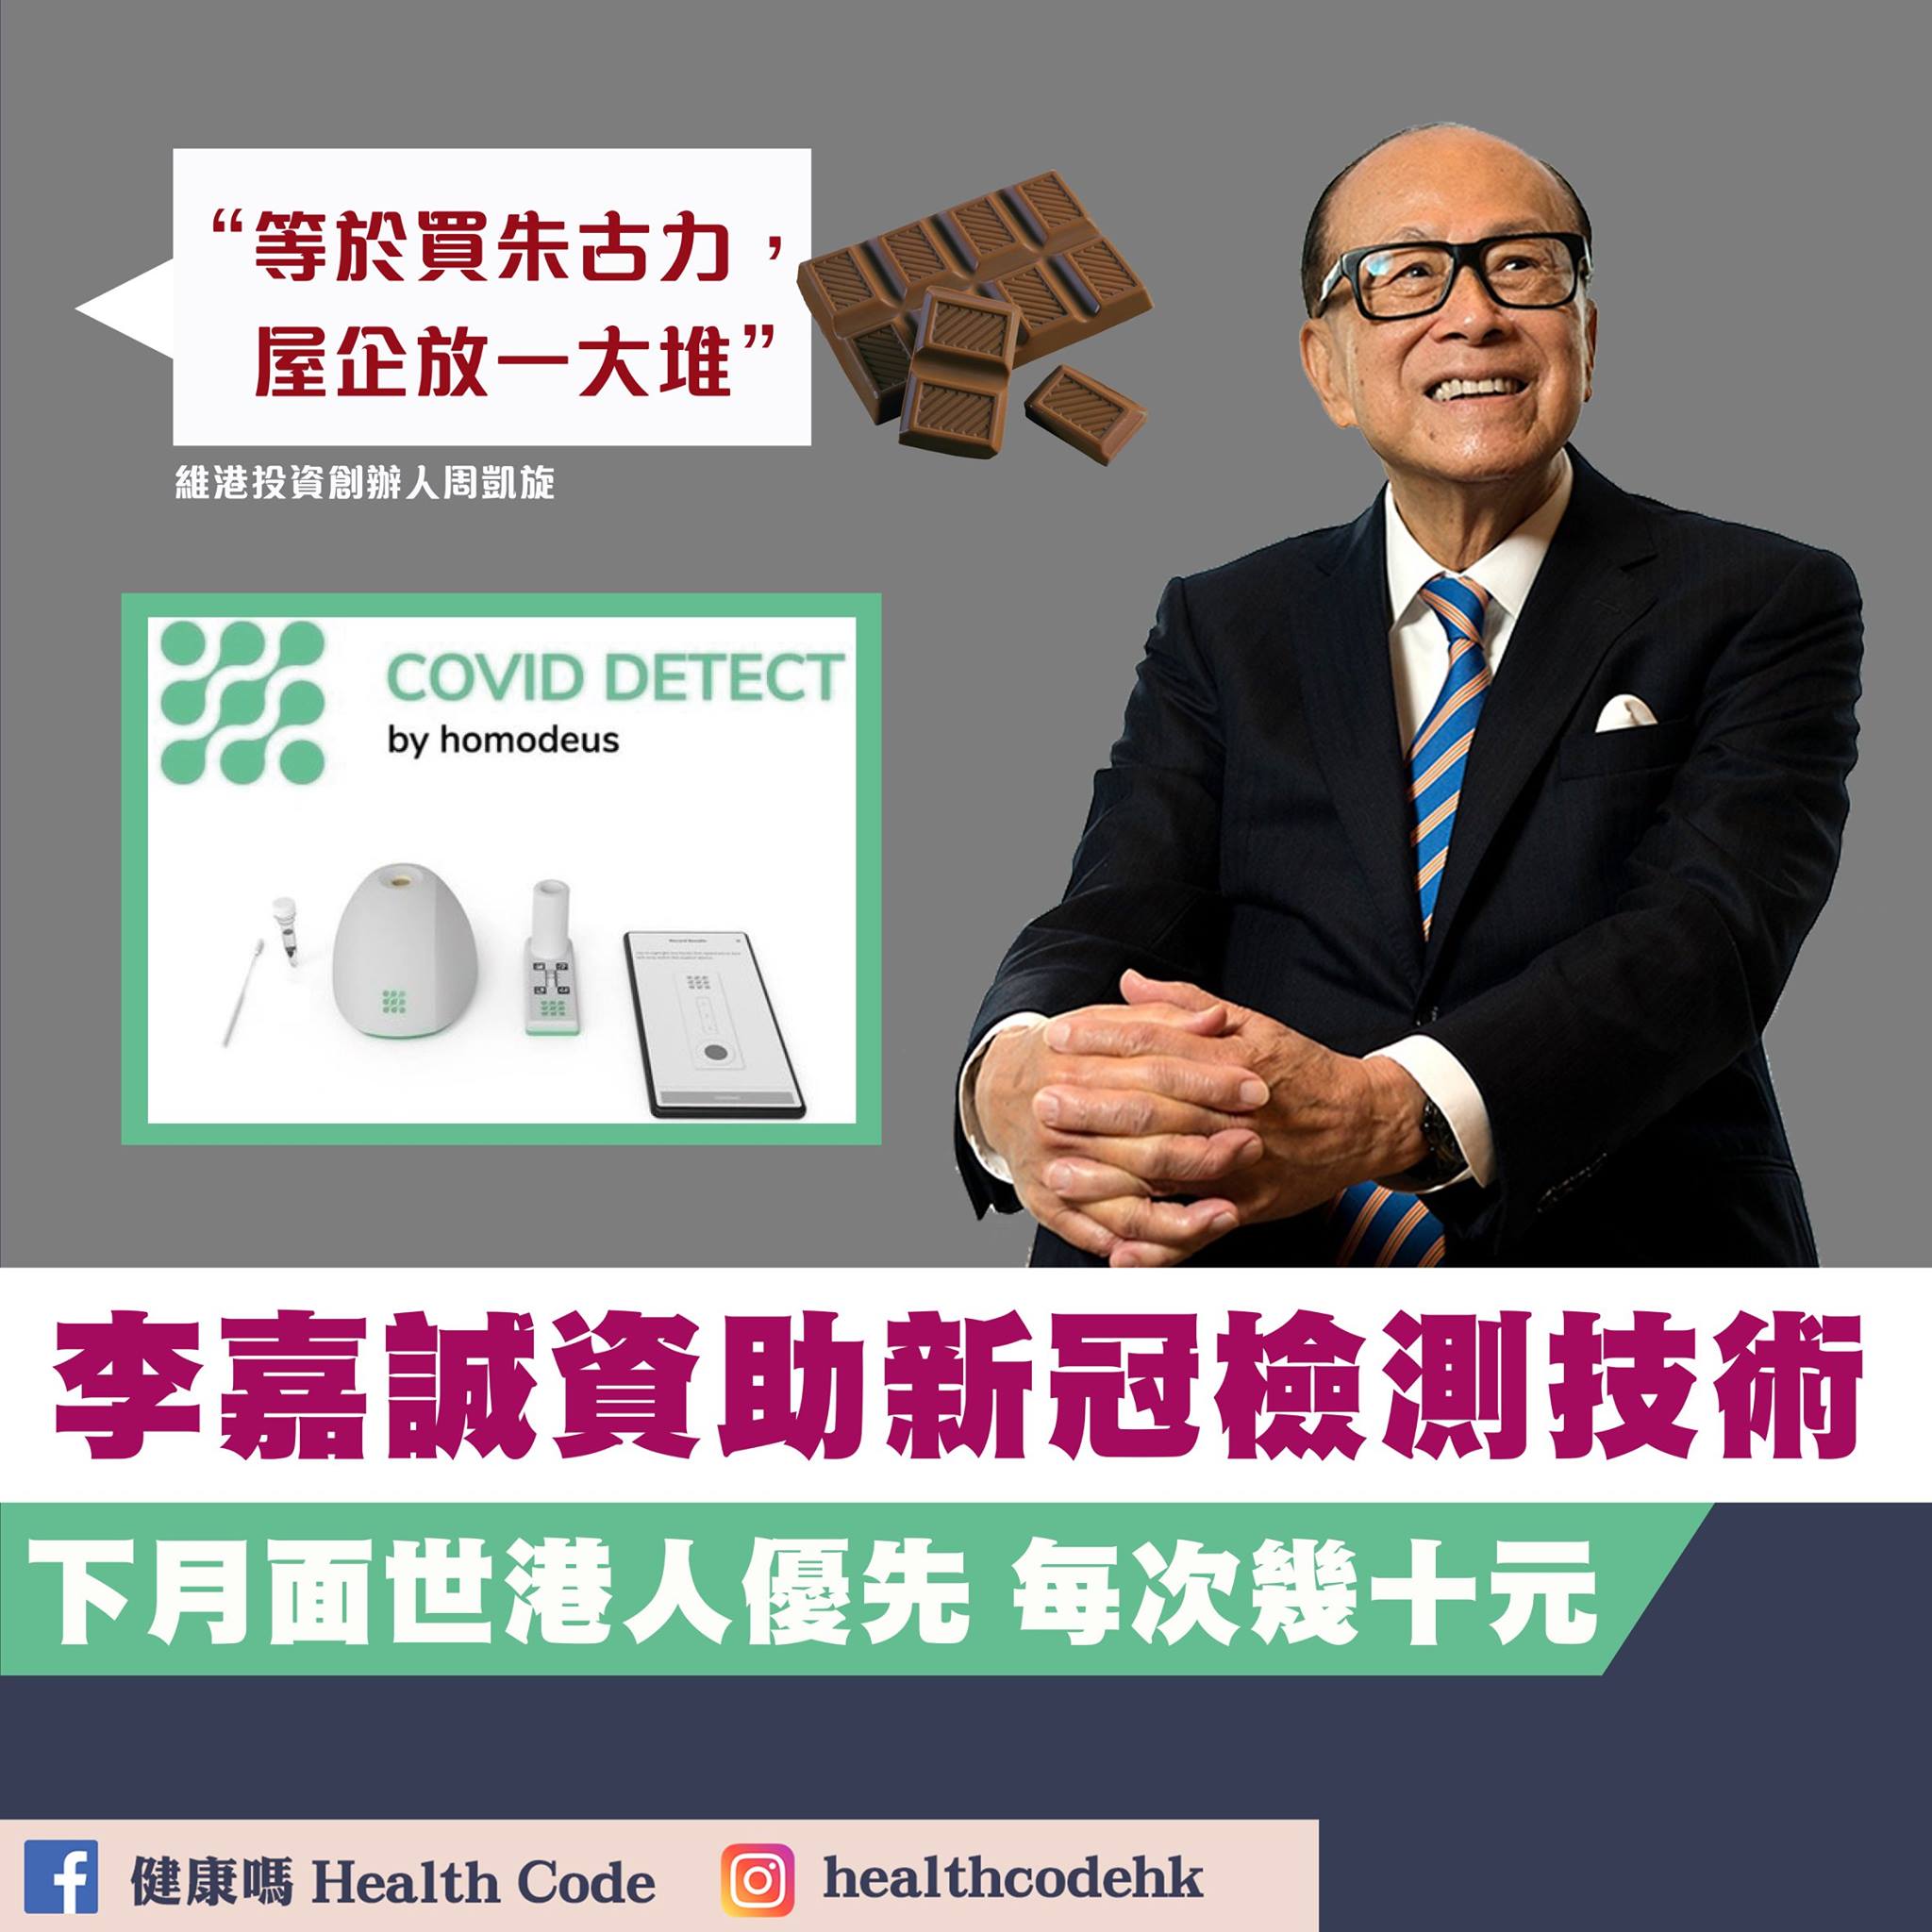 “等於買朱古力，
屋企放一大堆”
維港投資創辦人周凱旋
COVID DETECT
by homodeus
李嘉誠資助新冠檢測技術
下月面世港人優先 每次幾十元
健康嗎 Health Code
healthcodehk